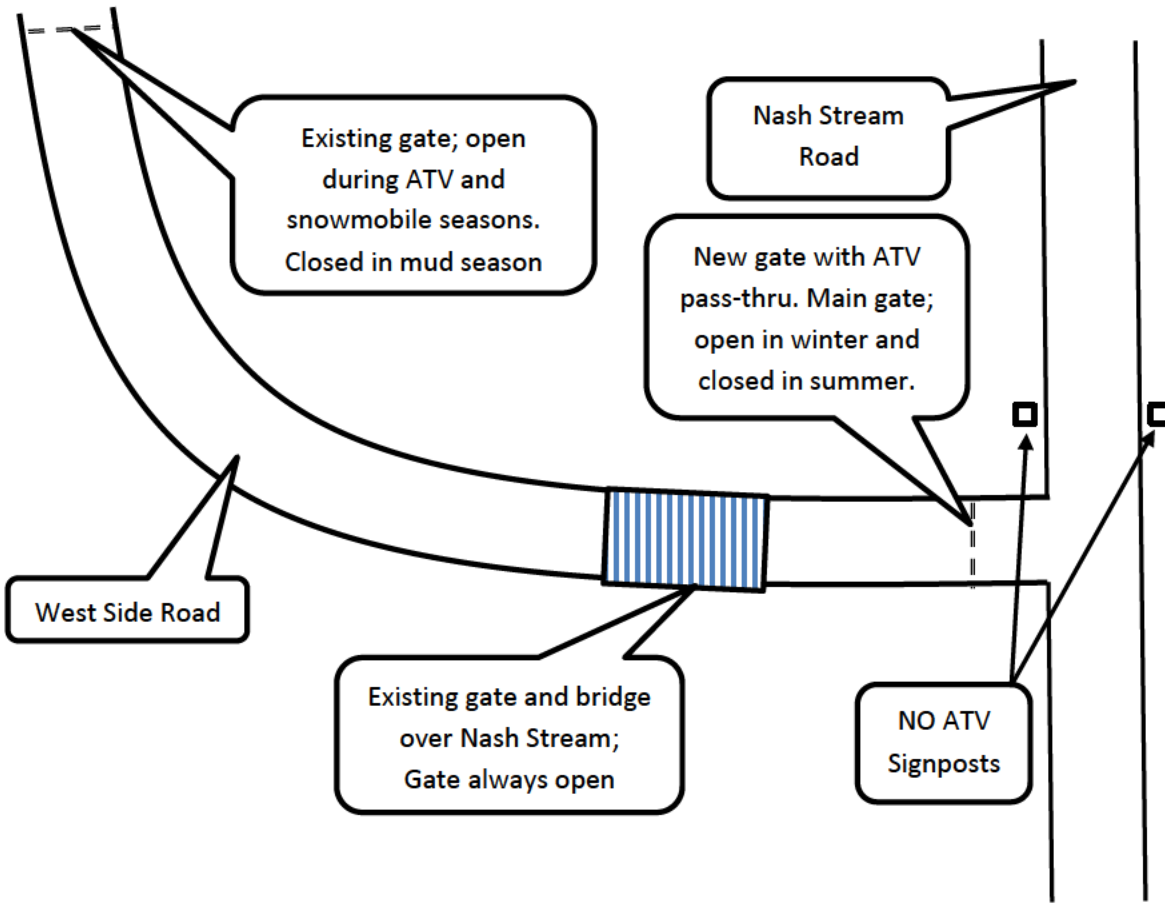 Existing gate; open
during ATV and
snowmobile seasons.
Closed in mud season
Nash Stream
Road
New gate with ATV
pass-thru. Main gate;
open in winter and
closed in summer.
West Side Road
Existing gate and bridge
over Nash Stream;
Gate always open
NO ATV
Signposts